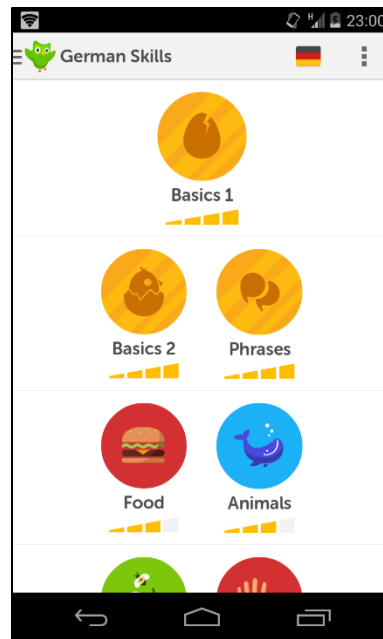 H 23:00
German Skills
Basics 1
Basics 2 Phrases
Food Animals